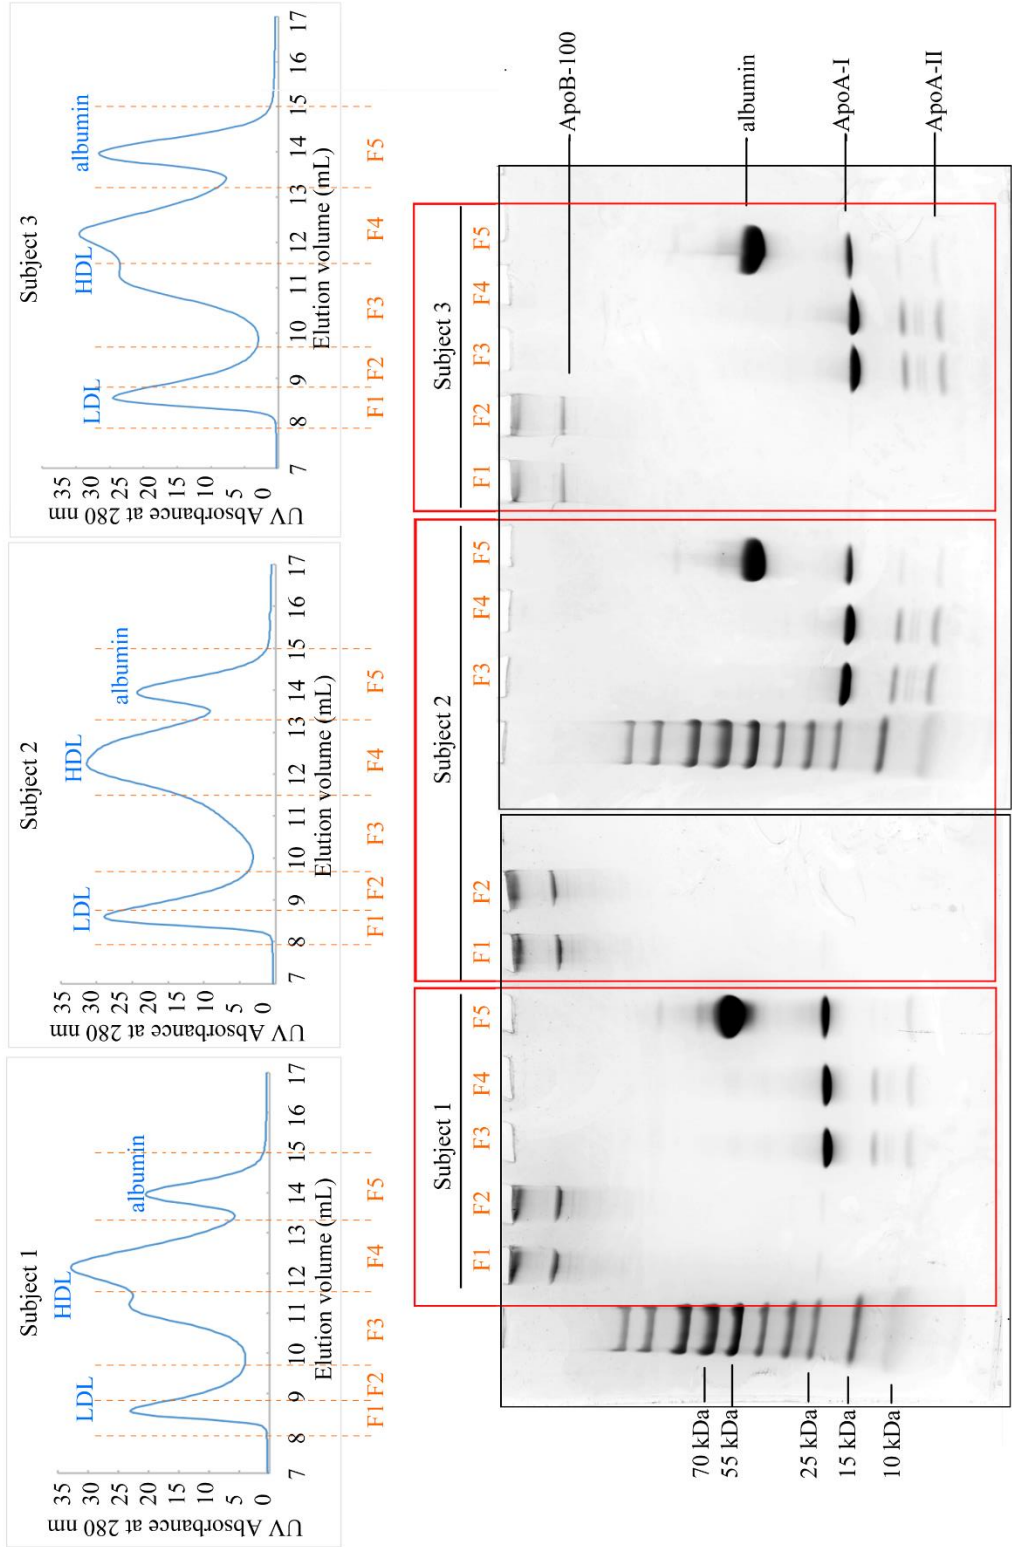 Subject 1
35
30
25
20
15
10
5
0
UV Absorbance at 280 nm
LDL
HDL
albumin
7 8 9 10 11 12 13 14 15 16 17
Elution volume (mL)
F1 F2 F3 F4 F5
Subject 2
35
30
25
20
15
10
5
0
UV Absorbance at 280 nm
LDL
HDL
albumin
7 8 9 10 11 12 13 14 15 16 17
Elution volume (mL)
F1 F2 F3 F4 F5
Subject 3
35
30
25
20
15
10
5
0
UV Absorbance at 280 nm
LDL
HDL
albumin
7 8 9 10 11 12 13 14 15 16 17
Elution volume (mL)
F1 F2 F3 F4 F5
Subject 1
F1 F2 F3 F4 F5
Subject 2
F1 F2 F3 F4 F5
Subject 3
F1 F2 F3 F4 F5
70 kDa
55 kDa
25 kDa
15 kDa
10 kDa
ApoB-100
albumin
ApoA-I
ApoA-II